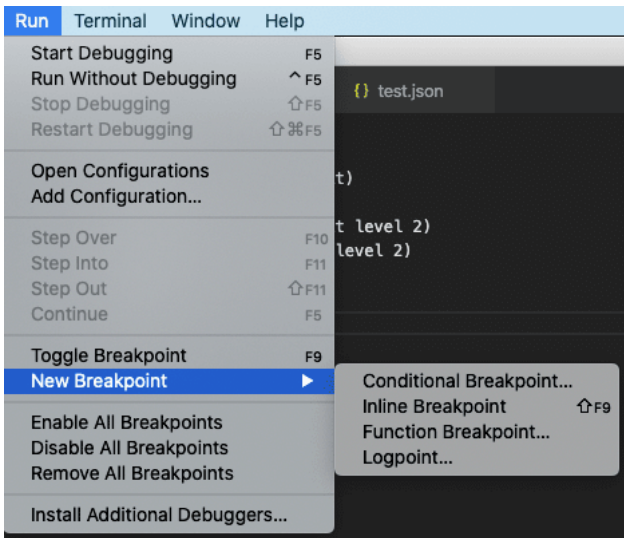 Run Terminal Window Help
Start Debugging F5
Run Without Debugging ^F5
Stop Debugging ⇧F5
Restart Debugging ⇧⌘F5
Open Configurations
Add Configuration...
Step Over F10
Step Into F11
Step Out ⇧F11
Continue F5
Toggle Breakpoint F9
New Breakpoint ▶
Enable All Breakpoints
Disable All Breakpoints
Remove All Breakpoints
Install Additional Debuggers...
{} test.json
t)
t level 2)
level 2)
Conditional Breakpoint...
Inline Breakpoint ⇧F9
Function Breakpoint...
Logpoint...